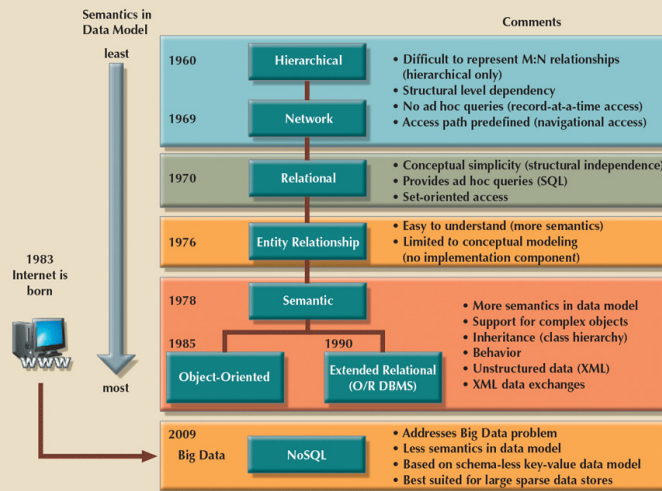 Semantics in
Data Model
Comments
least
1960
Hierarchical
• Difficult to represent M:N relationships
(hierarchical only)
• Structural level dependency
• No ad hoc queries (record-at-a-time access)
• Access path predefined (navigational access)
1969
Network
1970
Relational
• Conceptual simplicity (structural independence)
• Provides ad hoc queries (SQL)
• Set-oriented access
1976
Entity Relationship
• Easy to understand (more semantics)
• Limited to conceptual modeling
(no implementation component)
1983
Internet is
born
WWW
1978
Semantic
• More semantics in data model
• Support for complex objects
• Inheritance (class hierarchy)
• Behavior
• Unstructured data (XML)
• XML data exchanges
1985
Object-Oriented
1990
Extended Relational
(O/R DBMS)
most
2009
Big Data
NoSQL
• Addresses Big Data problem
• Less semantics in data model
• Based on schema-less key-value data model
• Best suited for large sparse data stores